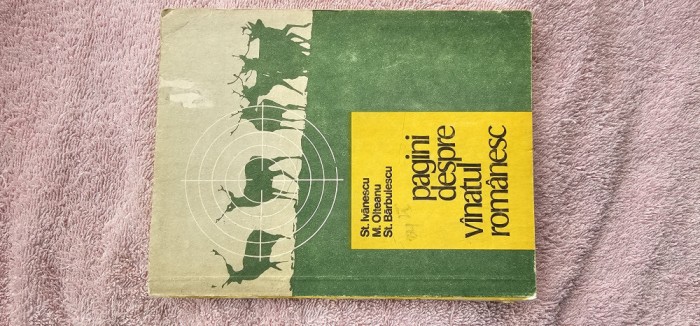 St. Ivănescu
M. Olteanu
St. Bărbulescu
pagini
despre
vînatul
românesc